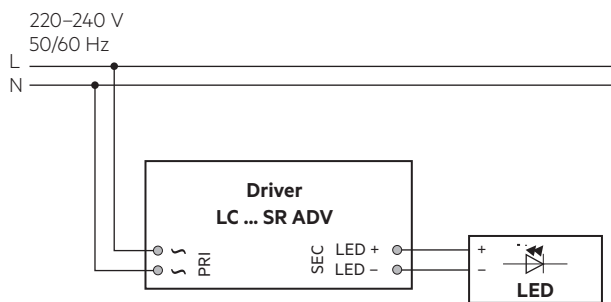 220–240 V
50/60 Hz
L
N
Driver
LC ... SR ADV
~ PRI SEC LED +
~ LED –
+
–
LED